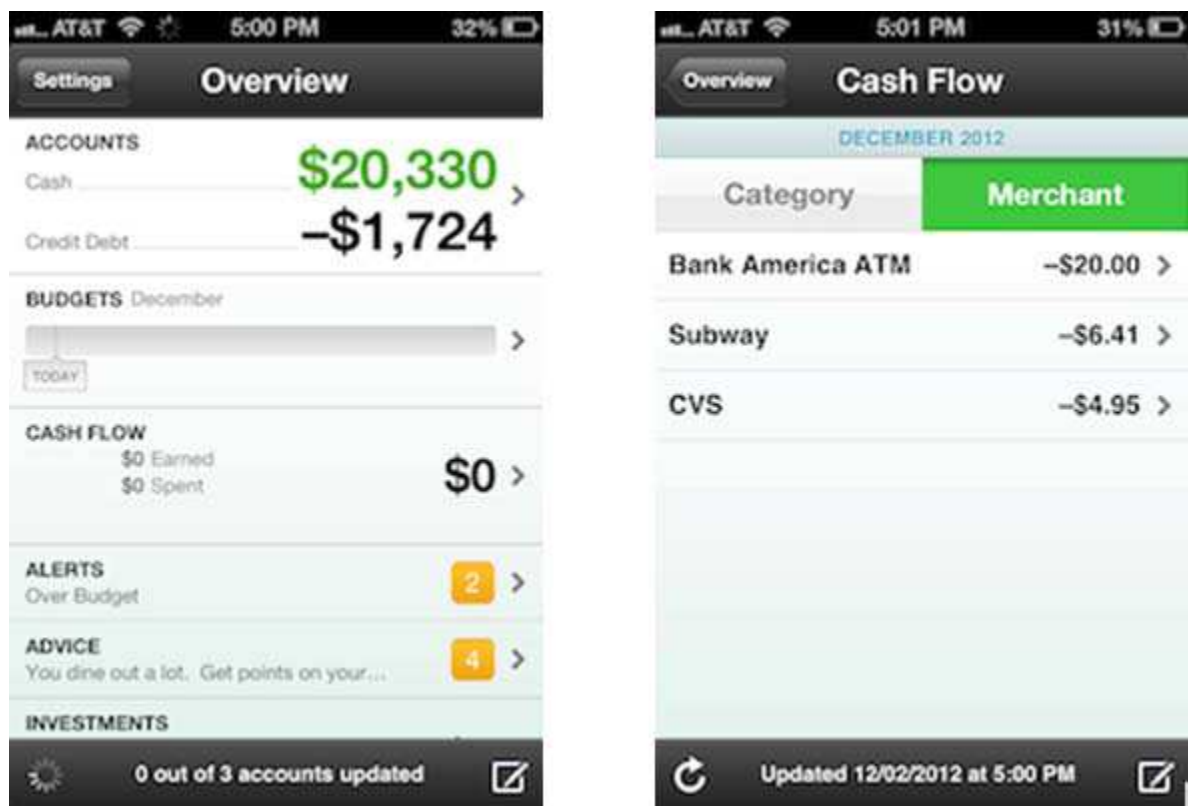 AT&T 5:00 PM 32%
Settings Overview
ACCOUNTS
Cash $20,330
Credit Debt –$1,724
BUDGETS December
TODAY
CASH FLOW
$0 Earned
$0 Spent
$0
ALERTS
Over Budget
2
ADVICE
You dine out a lot. Get points on your...
4
INVESTMENTS
0 out of 3 accounts updated
AT&T 5:01 PM 31%
Overview Cash Flow
DECEMBER 2012
Category Merchant
Bank America ATM –$20.00
Subway –$6.41
CVS –$4.95
Updated 12/02/2012 at 5:00 PM